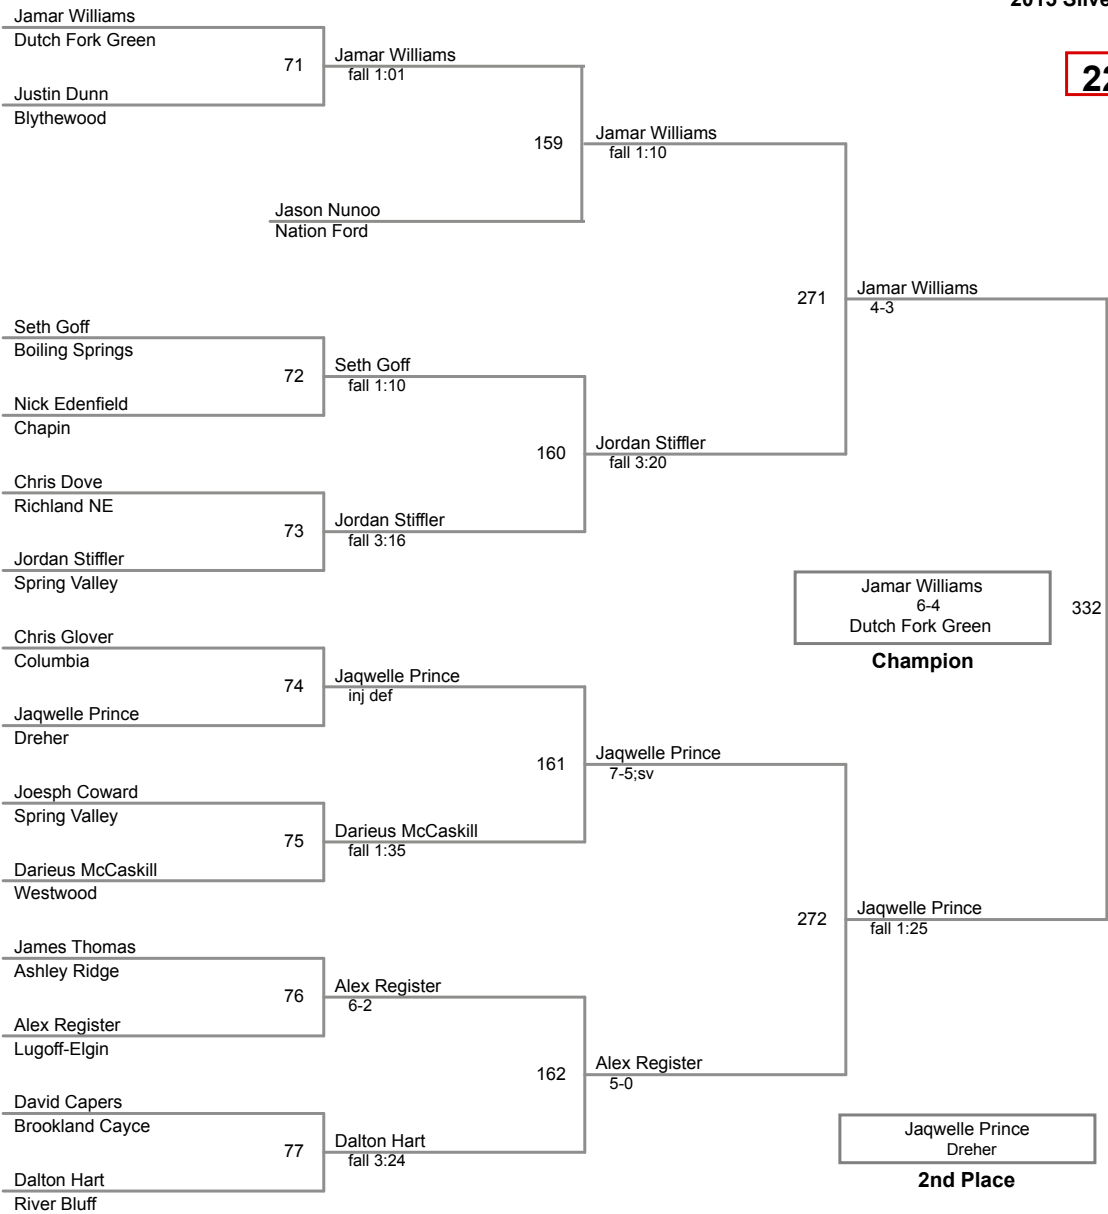 2015 Silve
22
Jamar Williams
Dutch Fork Green
71
Jamar Williams
fall 1:01
Justin Dunn
Blythewood
159
Jamar Williams
fall 1:10
Jason Nunoo
Nation Ford
271
Jamar Williams
4-3
Seth Goff
Boiling Springs
72
Seth Goff
fall 1:10
Nick Edenfield
Chapin
160
Jordan Stiffler
fall 3:20
Chris Dove
Richland NE
73
Jordan Stiffler
fall 3:16
Jordan Stiffler
Spring Valley
Jamar Williams
6-4
Dutch Fork Green
332
Champion
Chris Glover
Columbia
74
Jaqwelle Prince
inj def
Jaqwelle Prince
Dreher
161
Jaqwelle Prince
7-5;sv
Joesph Coward
Spring Valley
75
Darieus McCaskill
fall 1:35
Darieus McCaskill
Westwood
272
Jaqwelle Prince
fall 1:25
James Thomas
Ashley Ridge
76
Alex Register
6-2
Alex Register
Lugoff-Elgin
162
Alex Register
5-0
David Capers
Brookland Cayce
77
Dalton Hart
fall 3:24
Dalton Hart
River Bluff
Jaqwelle Prince
Dreher
2nd Place